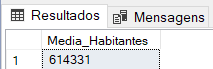 Resultados Mensagens
Media_Habitantes
1 614331